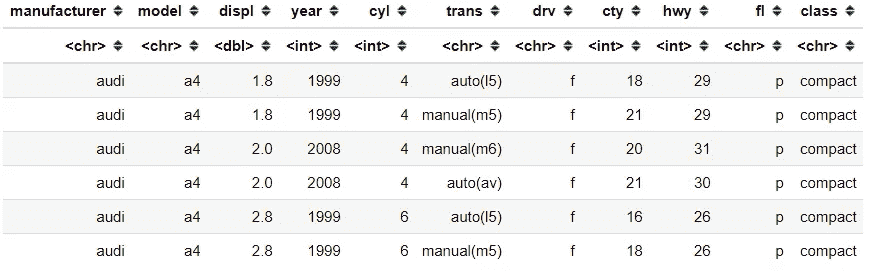 manufacturer model displ year cyl trans drv cty hwy fl class
<chr> <chr> <dbl> <int> <int> <chr> <chr> <int> <int> <chr> <chr>
audi a4 1.8 1999 4 auto(l5) f 18 29 p compact
audi a4 1.8 1999 4 manual(m5) f 21 29 p compact
audi a4 2.0 2008 4 manual(m6) f 20 31 p compact
audi a4 2.0 2008 4 auto(av) f 21 30 p compact
audi a4 2.8 1999 6 auto(l5) f 16 26 p compact
audi a4 2.8 1999 6 manual(m5) f 18 26 p compact